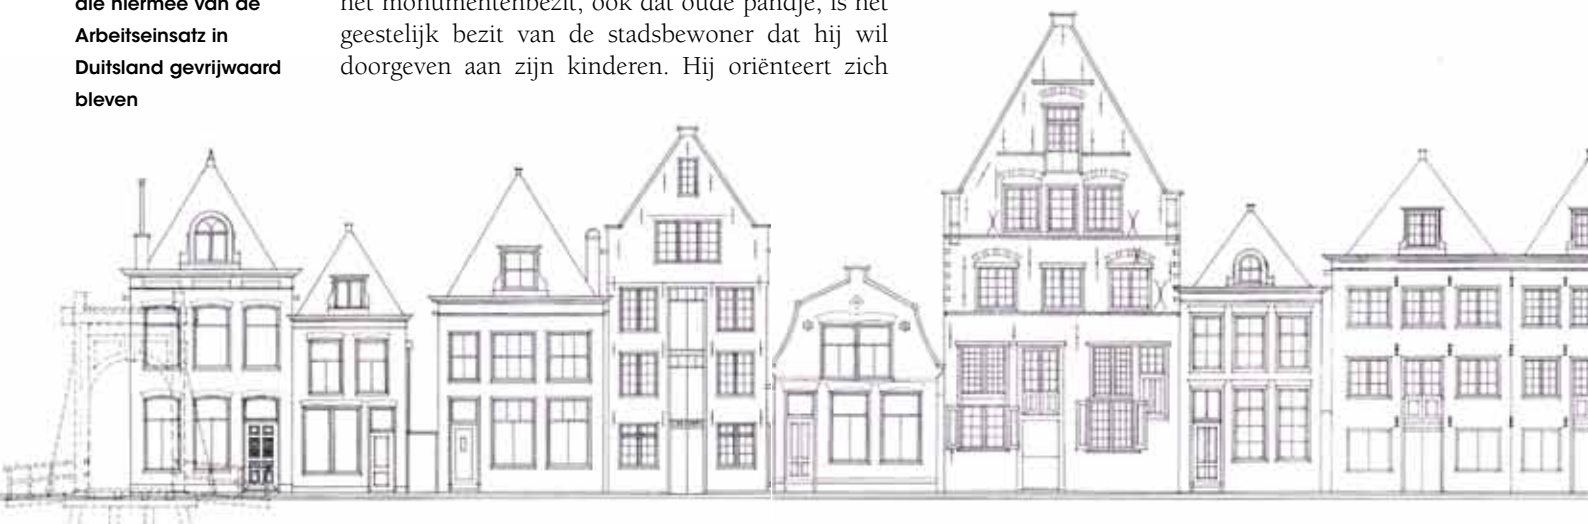 die hiermee van de
Arbeitseinsatz in
Duitsland gevrijwaard
bleven
het monumentenbezit, ook dat oude pandje, is het
geestelijk bezit van de stadsbewoner dat hij wil
doorgeven aan zijn kinderen. Hij oriënteert zich